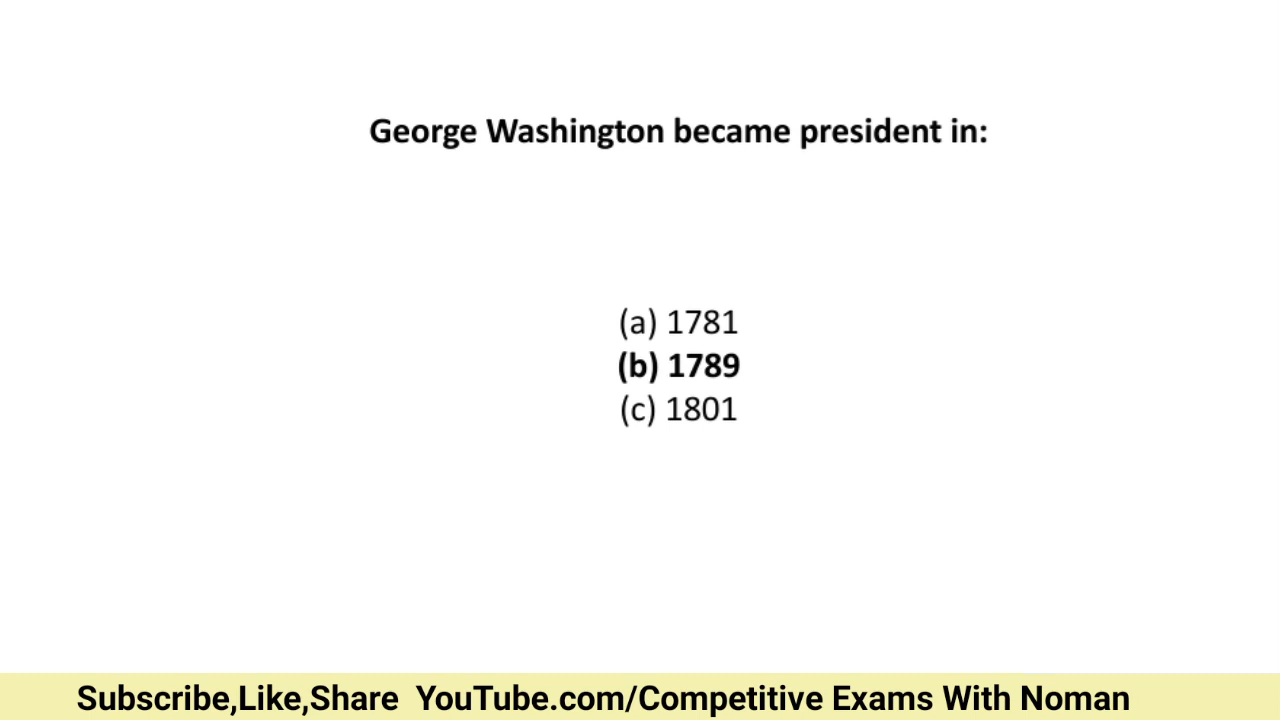 George Washington became president in:
(a) 1781
(b) 1789
(c) 1801
Subscribe,Like,Share YouTube.com/Competitive Exams With Noman